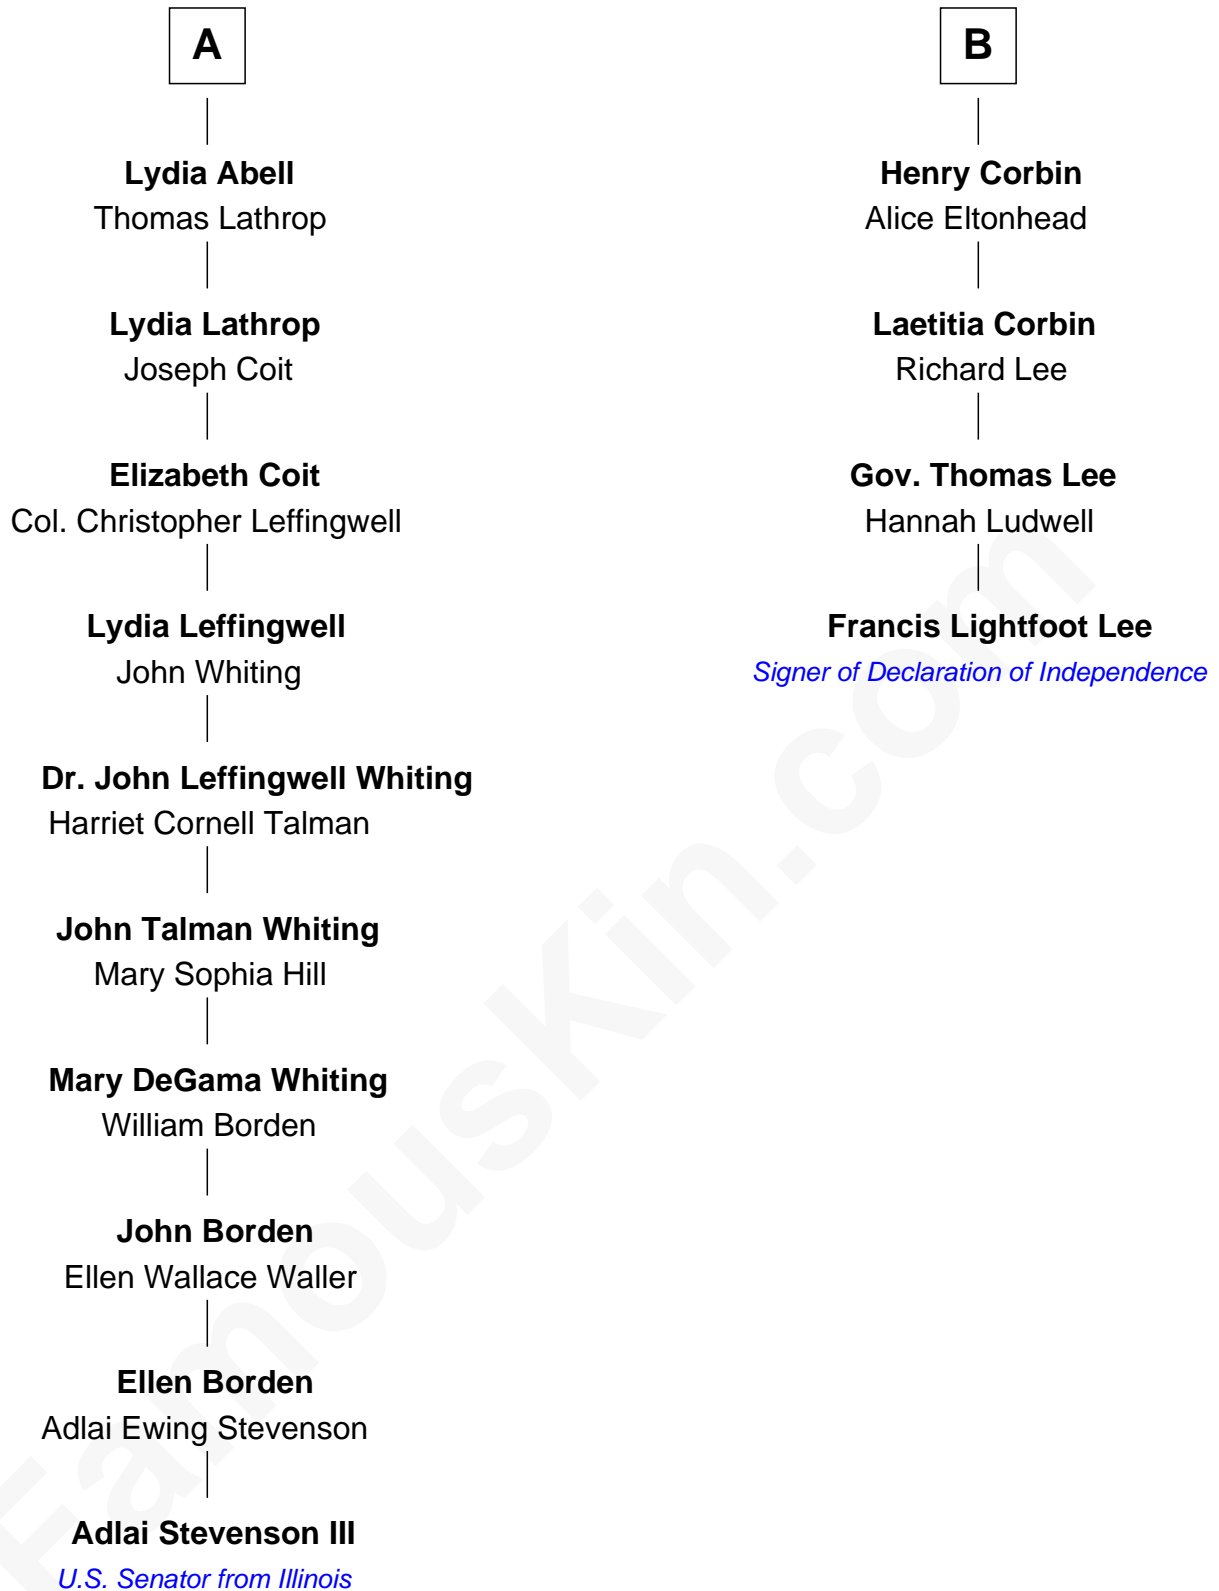 A
Lydia Abell
Thomas Lathrop
Lydia Lathrop
Joseph Coit
Elizabeth Coit
Col. Christopher Leffingwell
Lydia Leffingwell
John Whiting
Dr. John Leffingwell Whiting
Harriet Cornell Talman
John Talman Whiting
Mary Sophia Hill
Mary DeGama Whiting
William Borden
John Borden
Ellen Wallace Waller
Ellen Borden
Adlai Ewing Stevenson
Adlai Stevenson III
U.S. Senator from Illinois
B
Henry Corbin
Alice Eltonhead
Laetitia Corbin
Richard Lee
Gov. Thomas Lee
Hannah Ludwell
Francis Lightfoot Lee
Signer of Declaration of Independence
FamousKin.com